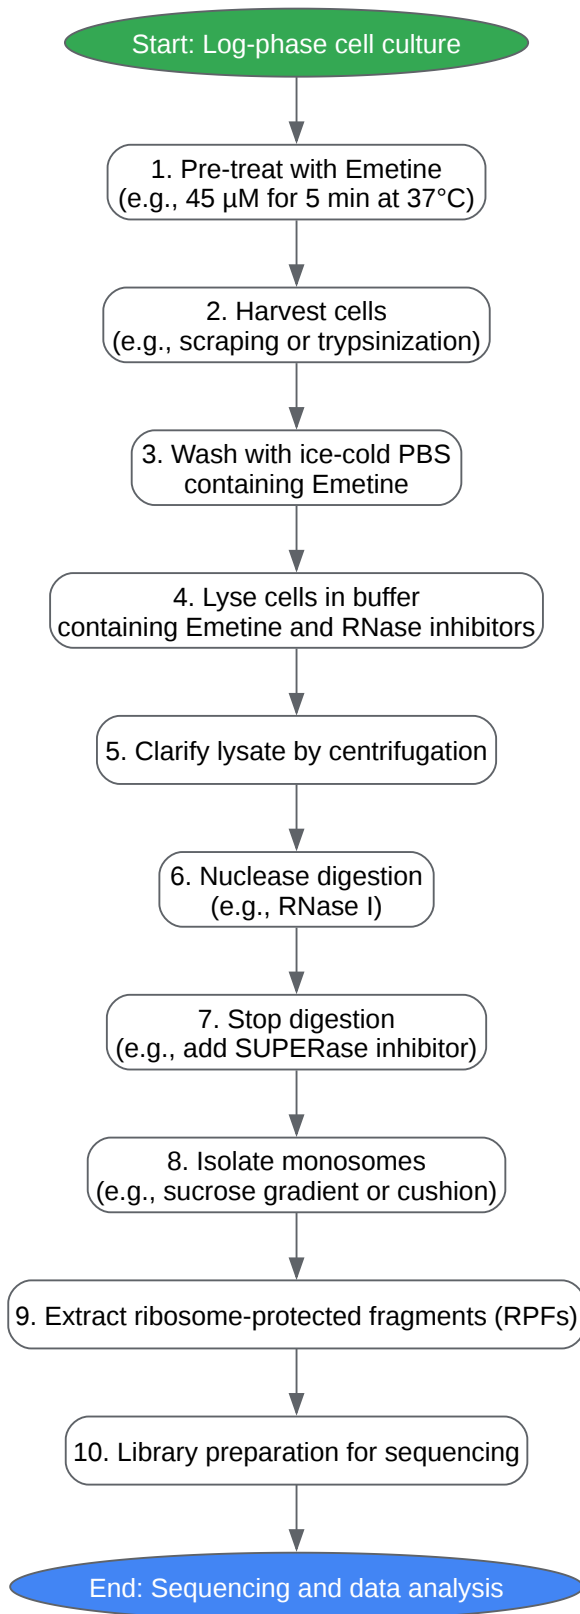 Start: Log-phase cell culture
1. Pre-treat with Emetine
(e.g., 45 µM for 5 min at 37°C)
2. Harvest cells
(e.g., scraping or trypsinization)
3. Wash with ice-cold PBS
containing Emetine
4. Lyse cells in buffer
containing Emetine and RNase inhibitors
5. Clarify lysate by centrifugation
6. Nuclease digestion
(e.g., RNase I)
7. Stop digestion
(e.g., add SUPERase inhibitor)
8. Isolate monosomes
(e.g., sucrose gradient or cushion)
9. Extract ribosome-protected fragments (RPFs)
10. Library preparation for sequencing
End: Sequencing and data analysis